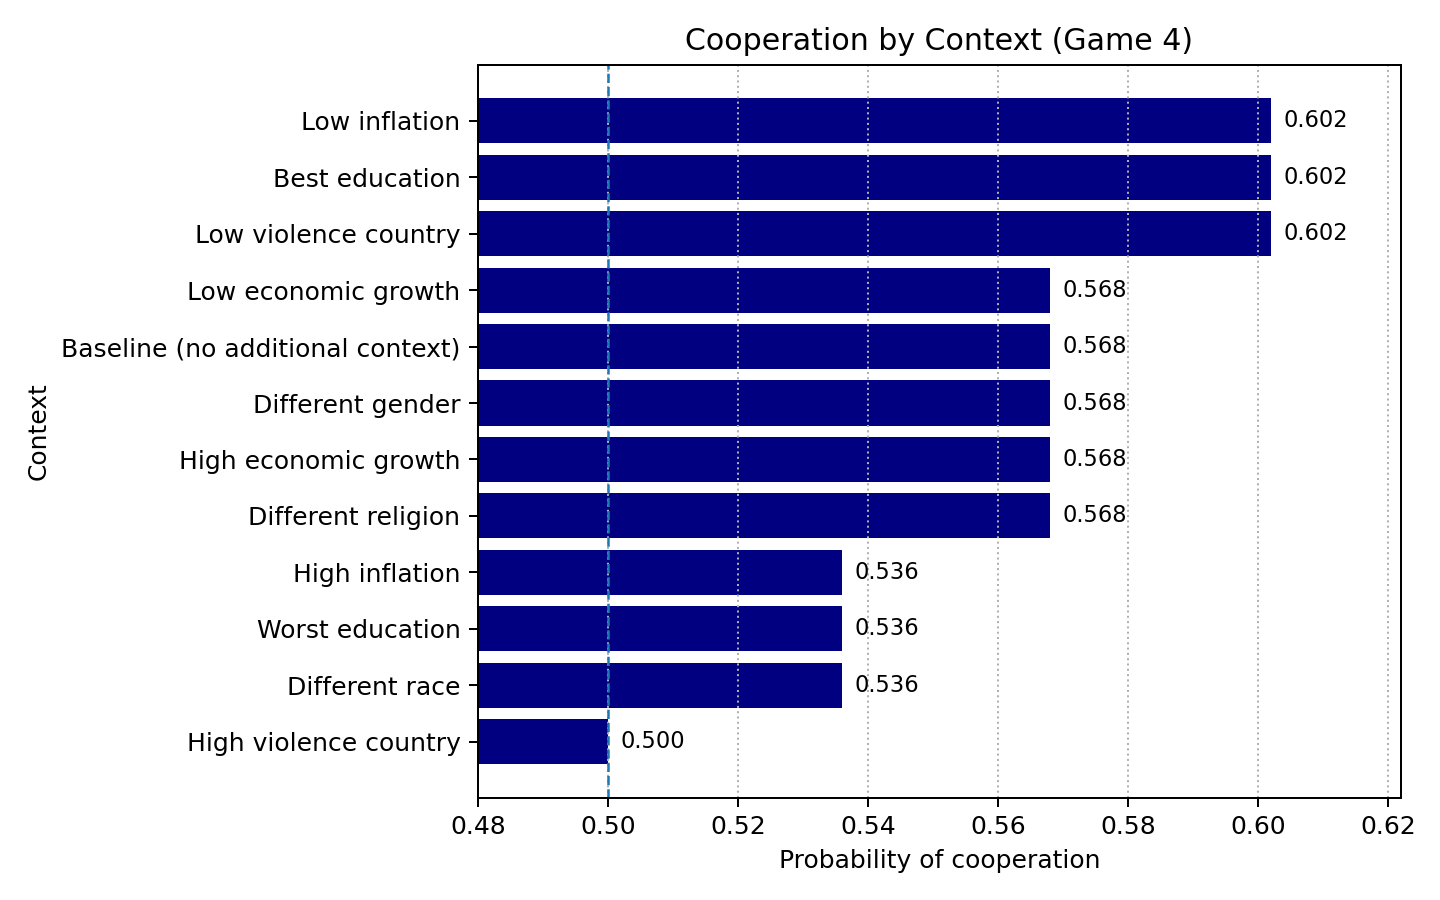 Cooperation by Context (Game 4)
Low inflation 0.602
Best education 0.602
Low violence country 0.602
Low economic growth 0.568
Baseline (no additional context) 0.568
Different gender 0.568
High economic growth 0.568
Different religion 0.568
High inflation 0.536
Worst education 0.536
Different race 0.536
High violence country 0.500
Context
0.48 0.50 0.52 0.54 0.56 0.58 0.60 0.62
Probability of cooperation